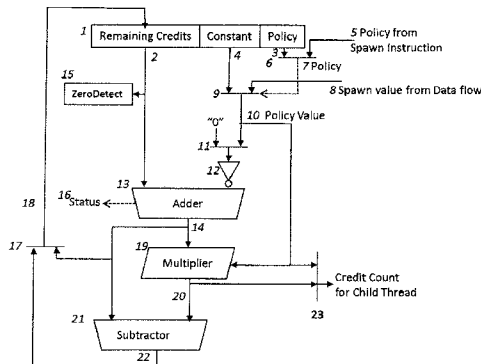 1 Remaining Credits Constant Policy
5 Policy from
Spawn Instruction
2 4 3
6 7 Policy
15
ZeroDetect
8 Spawn value from Data flow
9
10 Policy Value
"0"
11
12
13
16 Status
Adder
18
14
17
19
Multiplier
Credit Count
for Child Thread
20
23
21
Subtractor
22